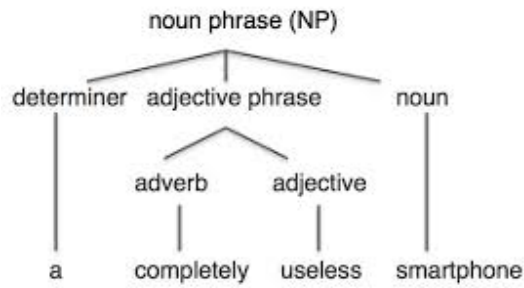 noun phrase (NP)
determiner adjective phrase noun
adverb adjective
a completely useless smartphone